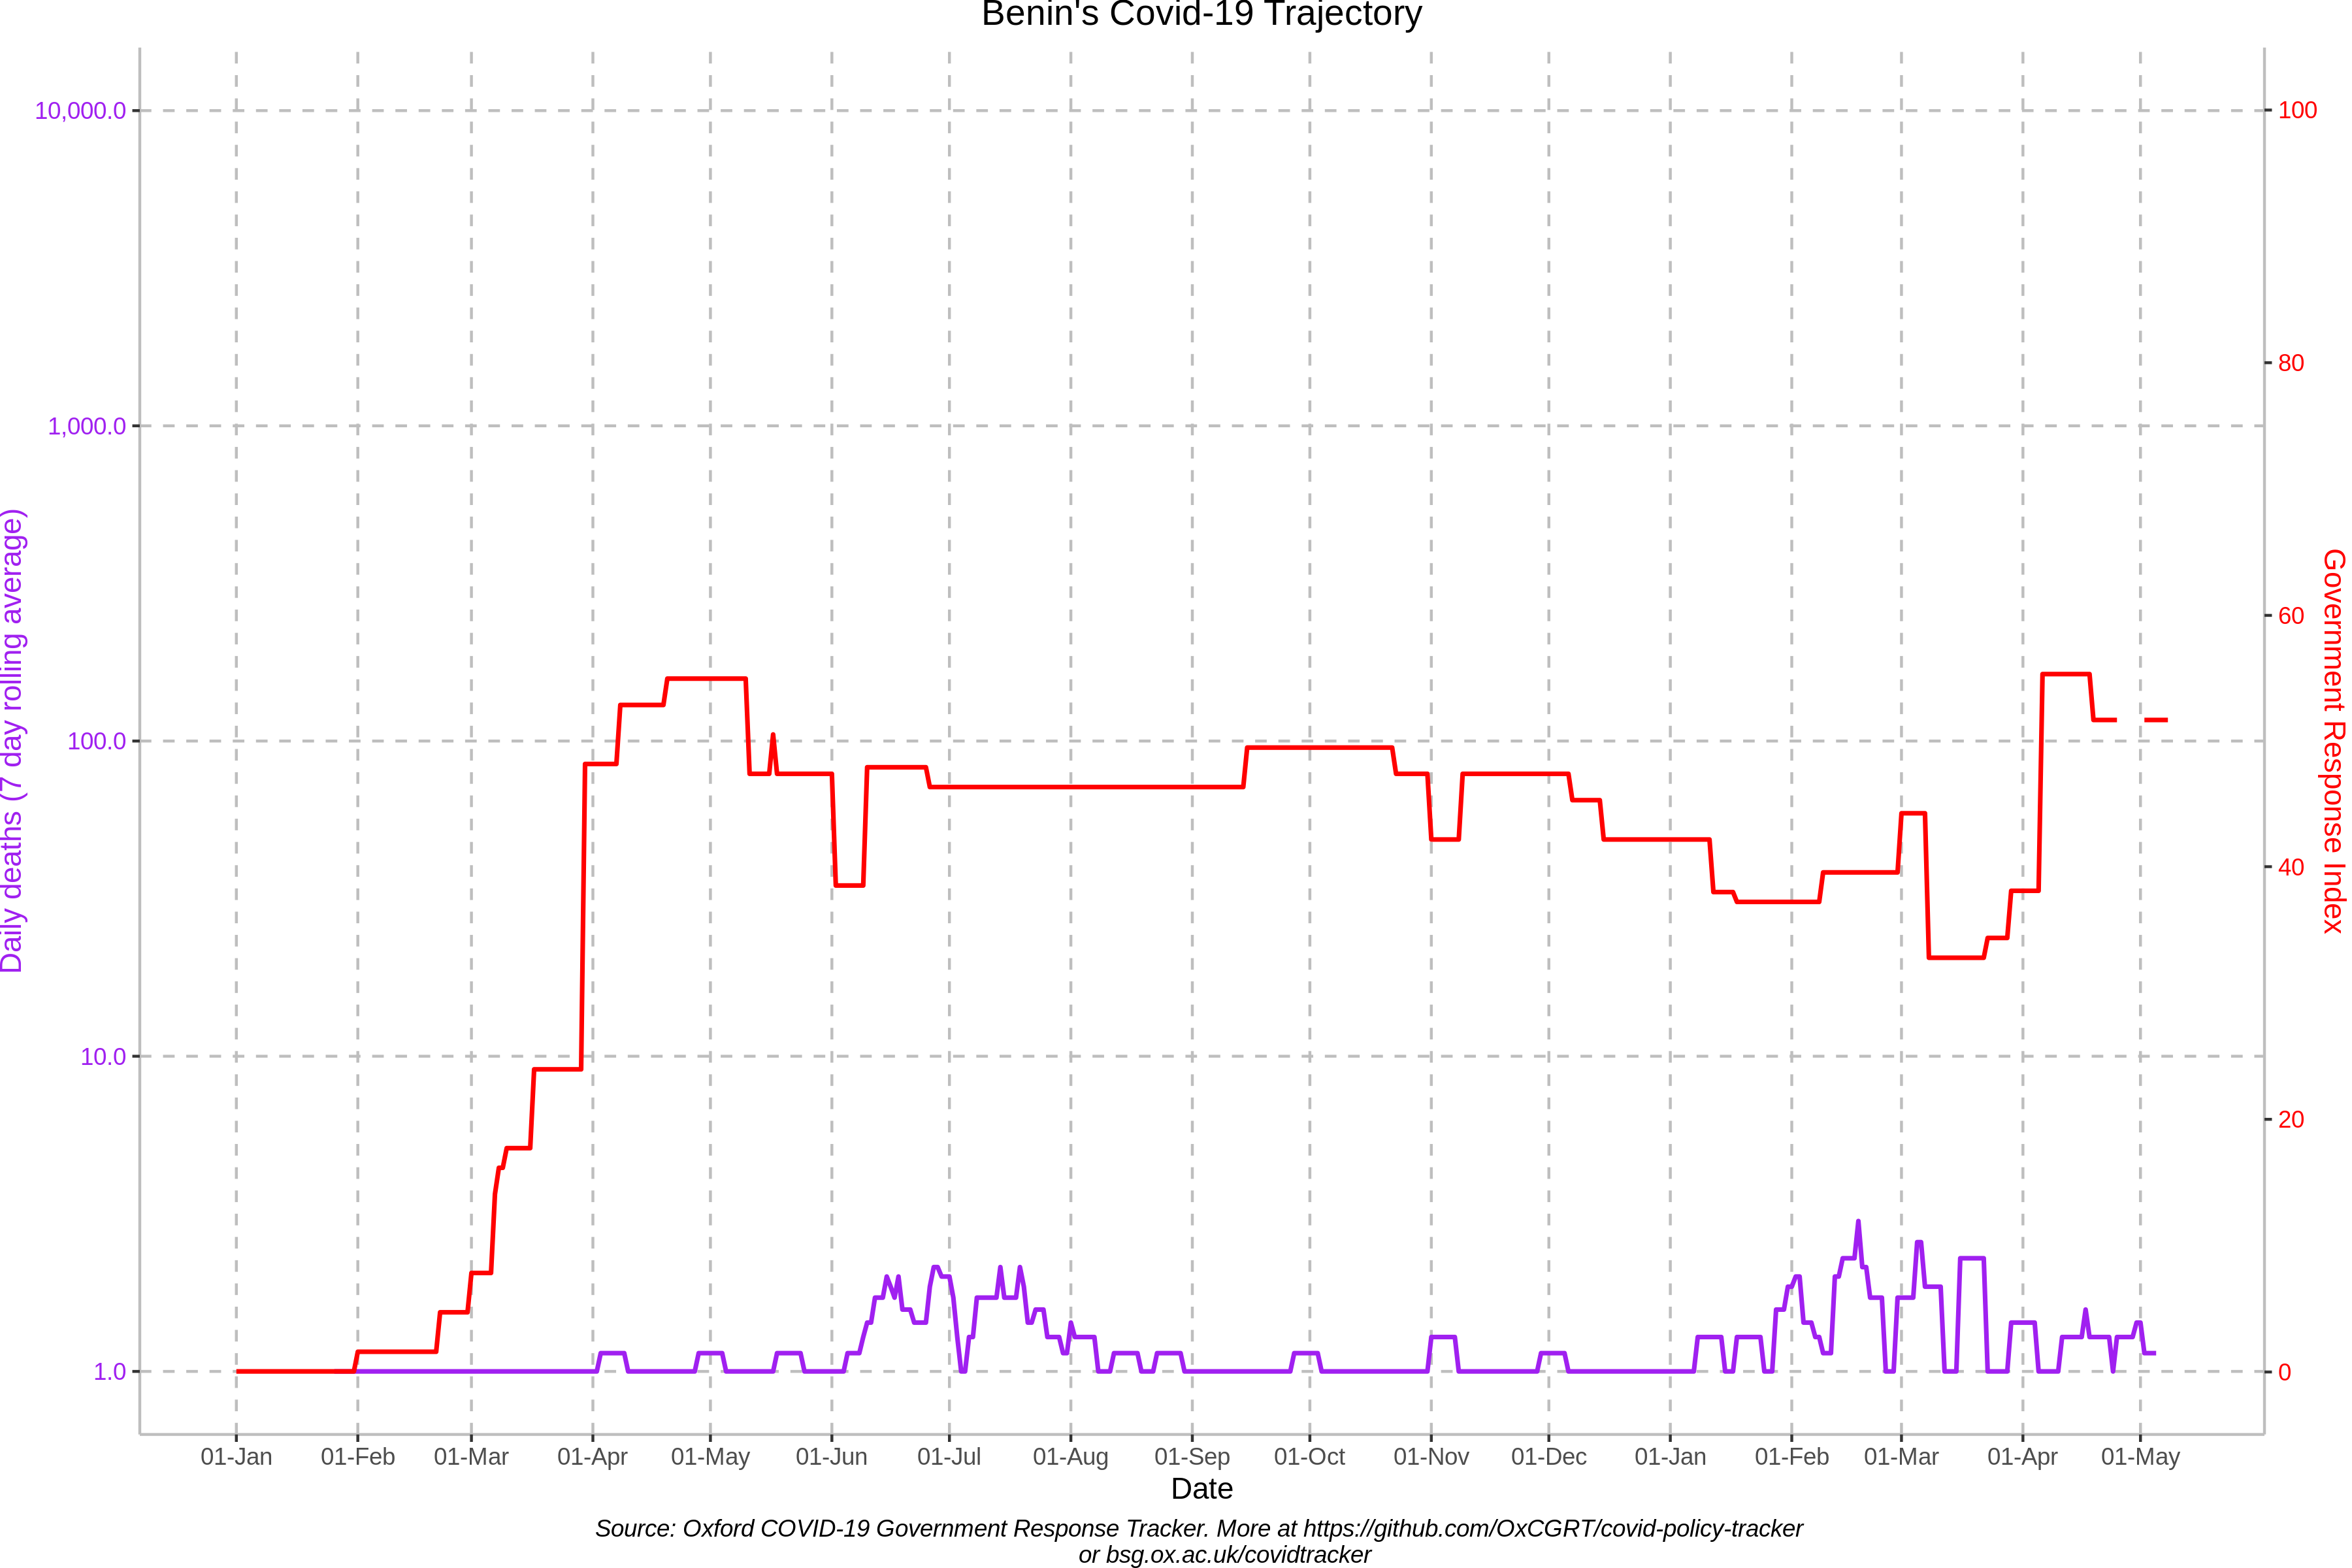 Benin's Covid-19 Trajectory
10,000.0
1,000.0
100.0
10.0
1.0
Daily deaths (7 day rolling average)
100
80
60
40
20
0
Government Response Index
01-Jan 01-Feb 01-Mar 01-Apr 01-May 01-Jun 01-Jul 01-Aug 01-Sep 01-Oct 01-Nov 01-Dec 01-Jan 01-Feb 01-Mar 01-Apr 01-May
Date
Source: Oxford COVID-19 Government Response Tracker. More at https://github.com/OxCGRT/covid-policy-tracker
or bsg.ox.ac.uk/covidtracker